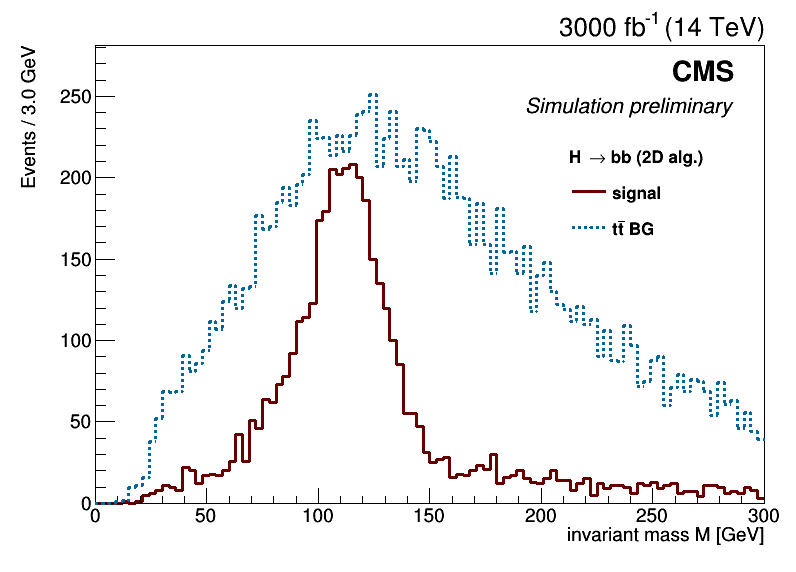 3000 fb-1 (14 TeV)
CMS
Simulation preliminary
H → bb (2D alg.)
signal
tt̄ BG
Events / 3.0 GeV
250
200
150
100
50
0
0 50 100 150 200 250 300
invariant mass M [GeV]